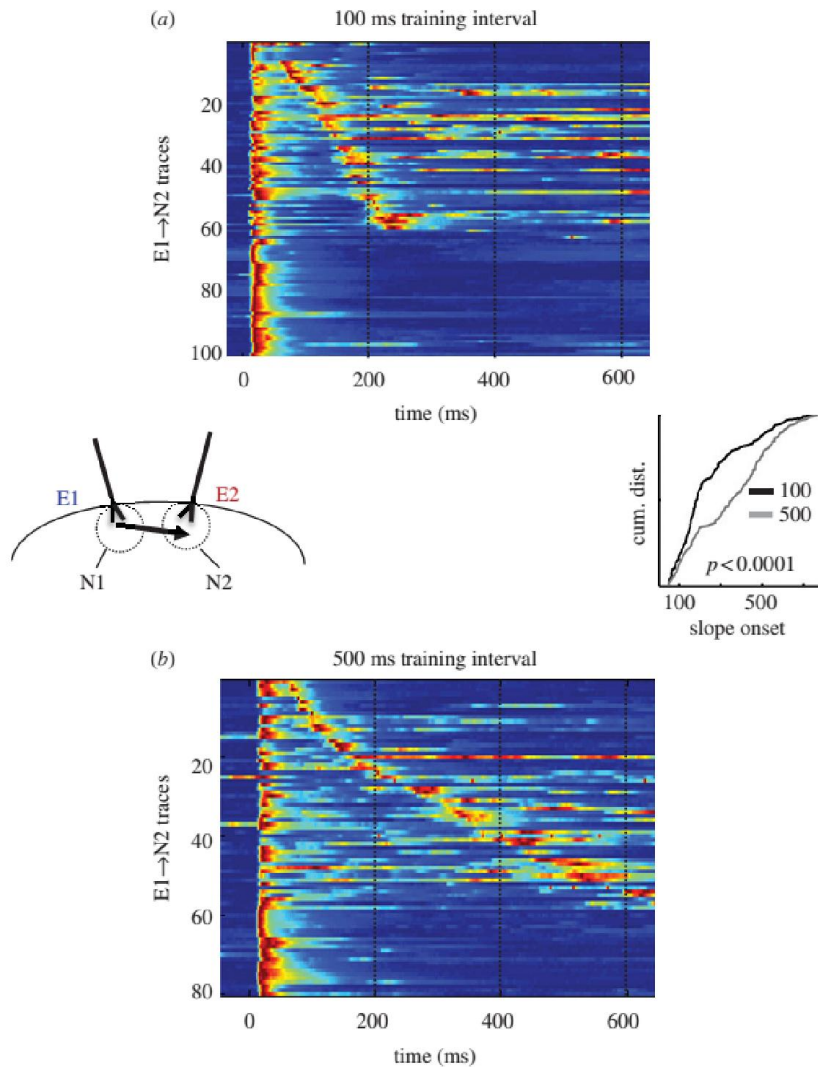 (a) 100 ms training interval
E1→N2 traces
20
40
60
80
100
0 200 400 600
time (ms)
E1 E2
N1 N2
cum. dist.
100
500
p<0.0001
100 500
slope onset
(b) 500 ms training interval
E1→N2 traces
20
40
60
80
0 200 400 600
time (ms)